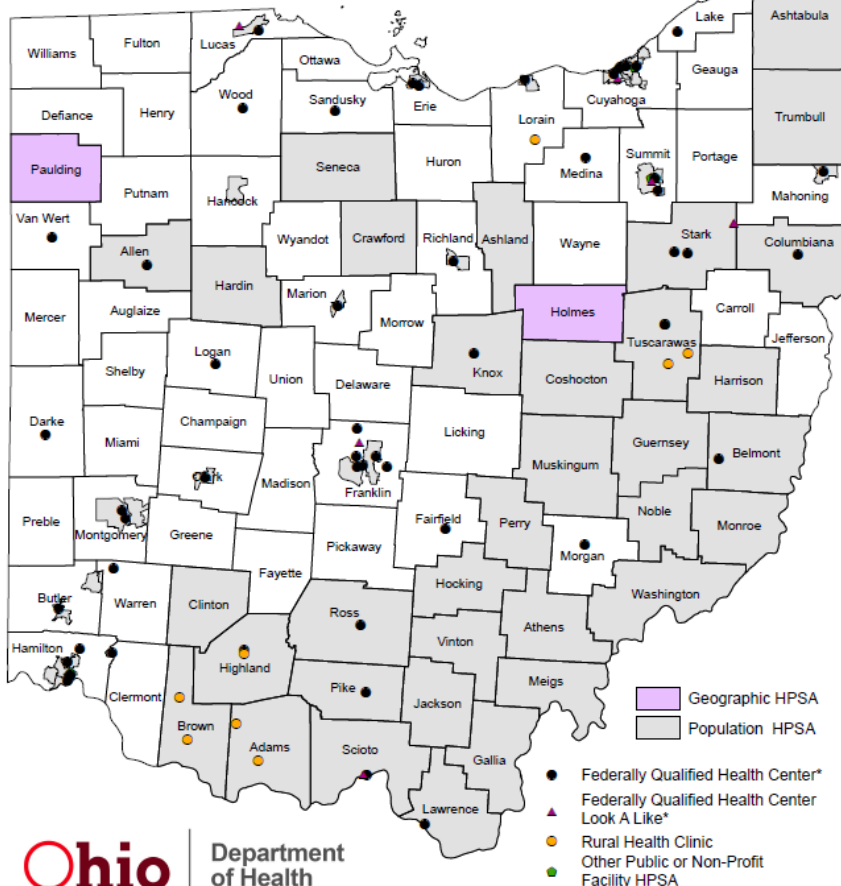 Ashtabula
Lake
Williams
Fulton
Lucas
Ottawa
Geauga
Wood
Sandusky
Erie
Cuyahoga
Defiance
Henry
Lorain
Trumbull
Paulding
Seneca
Huron
Medina
Summit
Portage
Putnam
Hancock
Mahoning
Van Wert
Allen
Wyandot
Crawford
Richland
Ashland
Wayne
Stark
Columbiana
Hardin
Marion
Mercer
Auglaize
Morrow
Holmes
Carroll
Jefferson
Tuscarawas
Logan
Shelby
Union
Delaware
Knox
Coshocton
Harrison
Darke
Miami
Champaign
Licking
Muskingum
Guernsey
Belmont
Clark
Madison
Franklin
Preble
Montgomery
Greene
Pickaway
Fairfield
Perry
Noble
Monroe
Morgan
Fayette
Butler
Warren
Clinton
Hocking
Washington
Ross
Athens
Hamilton
Highland
Vinton
Clermont
Pike
Meigs
Jackson
Brown
Adams
Scioto
Gallia
Lawrence
Geographic HPSA
Population HPSA
Federally Qualified Health Center*
Federally Qualified Health Center
Look A Like*
Rural Health Clinic
Other Public or Non-Profit
Facility HPSA
Ohio
Department
of Health